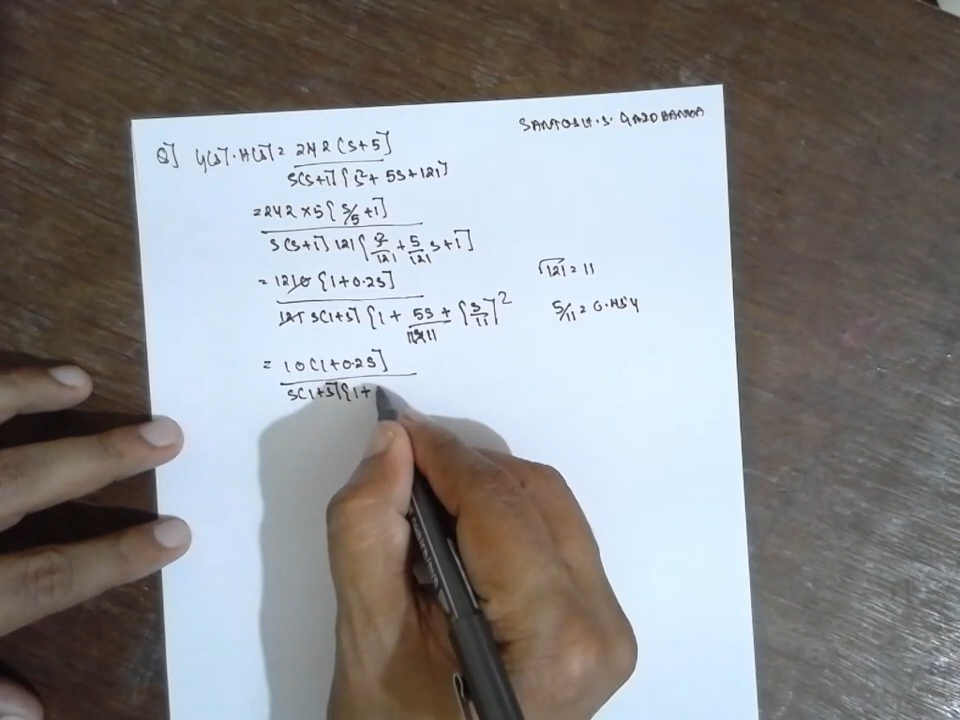 SANTOSH.S. GAJOBANDA
Q] G(s)·H(s) = 242(s+5)
s(s+1)[s²+5s+121]
= 242×5[s/5+1]
s(s+1)121[s²/121+5/121 s+1]
= 1210[1+0.2s]
√121 = 11
121 s(1+s)[1+5s/11×11+[s/11]²
5/11 = 0.454
= 10(1+0.2s]
s(1+s)[1+